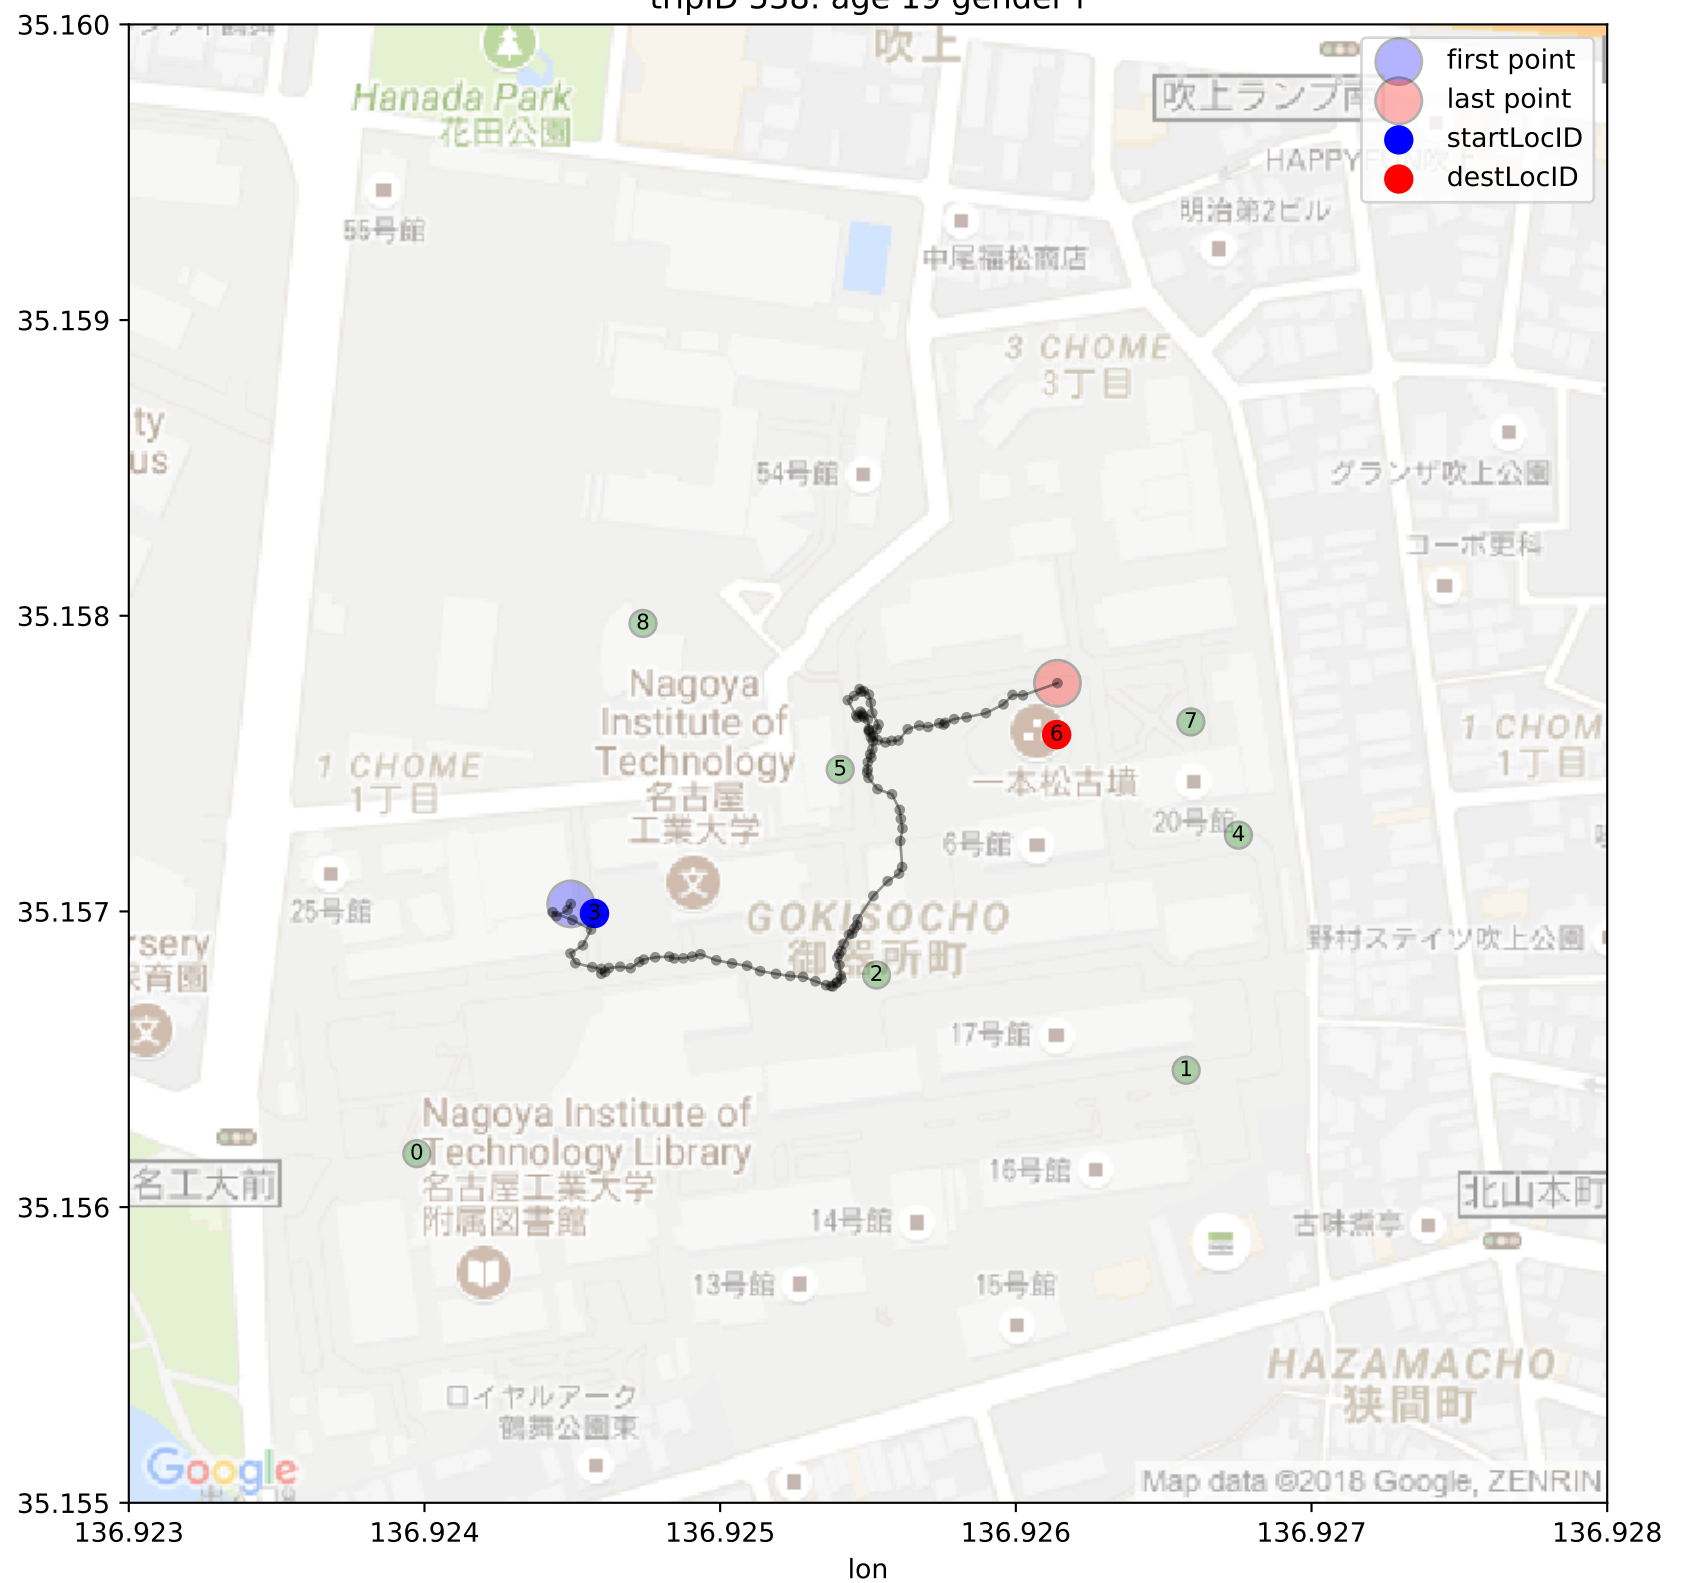 35.160
35.159
35.158
35.157
35.156
35.155
136.923
136.924
136.925
136.926
136.927
136.928
lon
first point
last point
startLocID
destLocID
吹上
吹上ランプ
Hanada Park
花田公園
55号館
中尾福松商店
明治第2ビル
3 CHOME
3丁目
54号館
グランザ吹上公園
コーポ更科
ty
us
8
Nagoya
Institute of
Technology
名古屋
工業大学
7
6
5
一本松古墳
1 CHOME
1丁目
1 CHOM
1丁目
20号館
4
6号館
25号館
3
GOKISOCHO
御器所町
野村ステイツ吹上公園
rsery
保育園
2
17号館
1
Nagoya Institute of
Technology Library
名古屋工業大学
附属図書館
0
名工大前
16号館
北山本町
14号館
古味煮亭
13号館
15号館
HAZAMACHO
狭間町
ロイヤルアーク
鶴舞公園東
Google
Map data ©2018 Google, ZENRIN